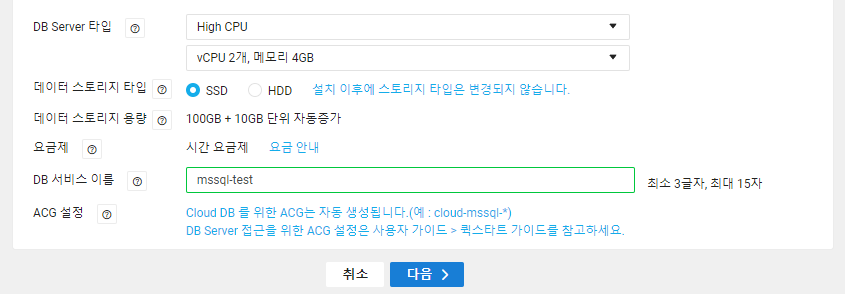 DB Server 타입 ? High CPU
vCPU 2개, 메모리 4GB
데이터 스토리지 타입 ? SSD HDD 설치 이후에 스토리지 타입은 변경되지 않습니다.
데이터 스토리지 용량 ? 100GB + 10GB 단위 자동증가
요금제 ? 시간 요금제 요금 안내
DB 서비스 이름 ? mssql-test 최소 3글자, 최대 15자
ACG 설정 ? Cloud DB 를 위한 ACG는 자동 생성됩니다.(예 : cloud-mssql-*)
DB Server 접근을 위한 ACG 설정은 사용자 가이드 > 퀵스타트 가이드를 참고하세요.
취소 다음 >